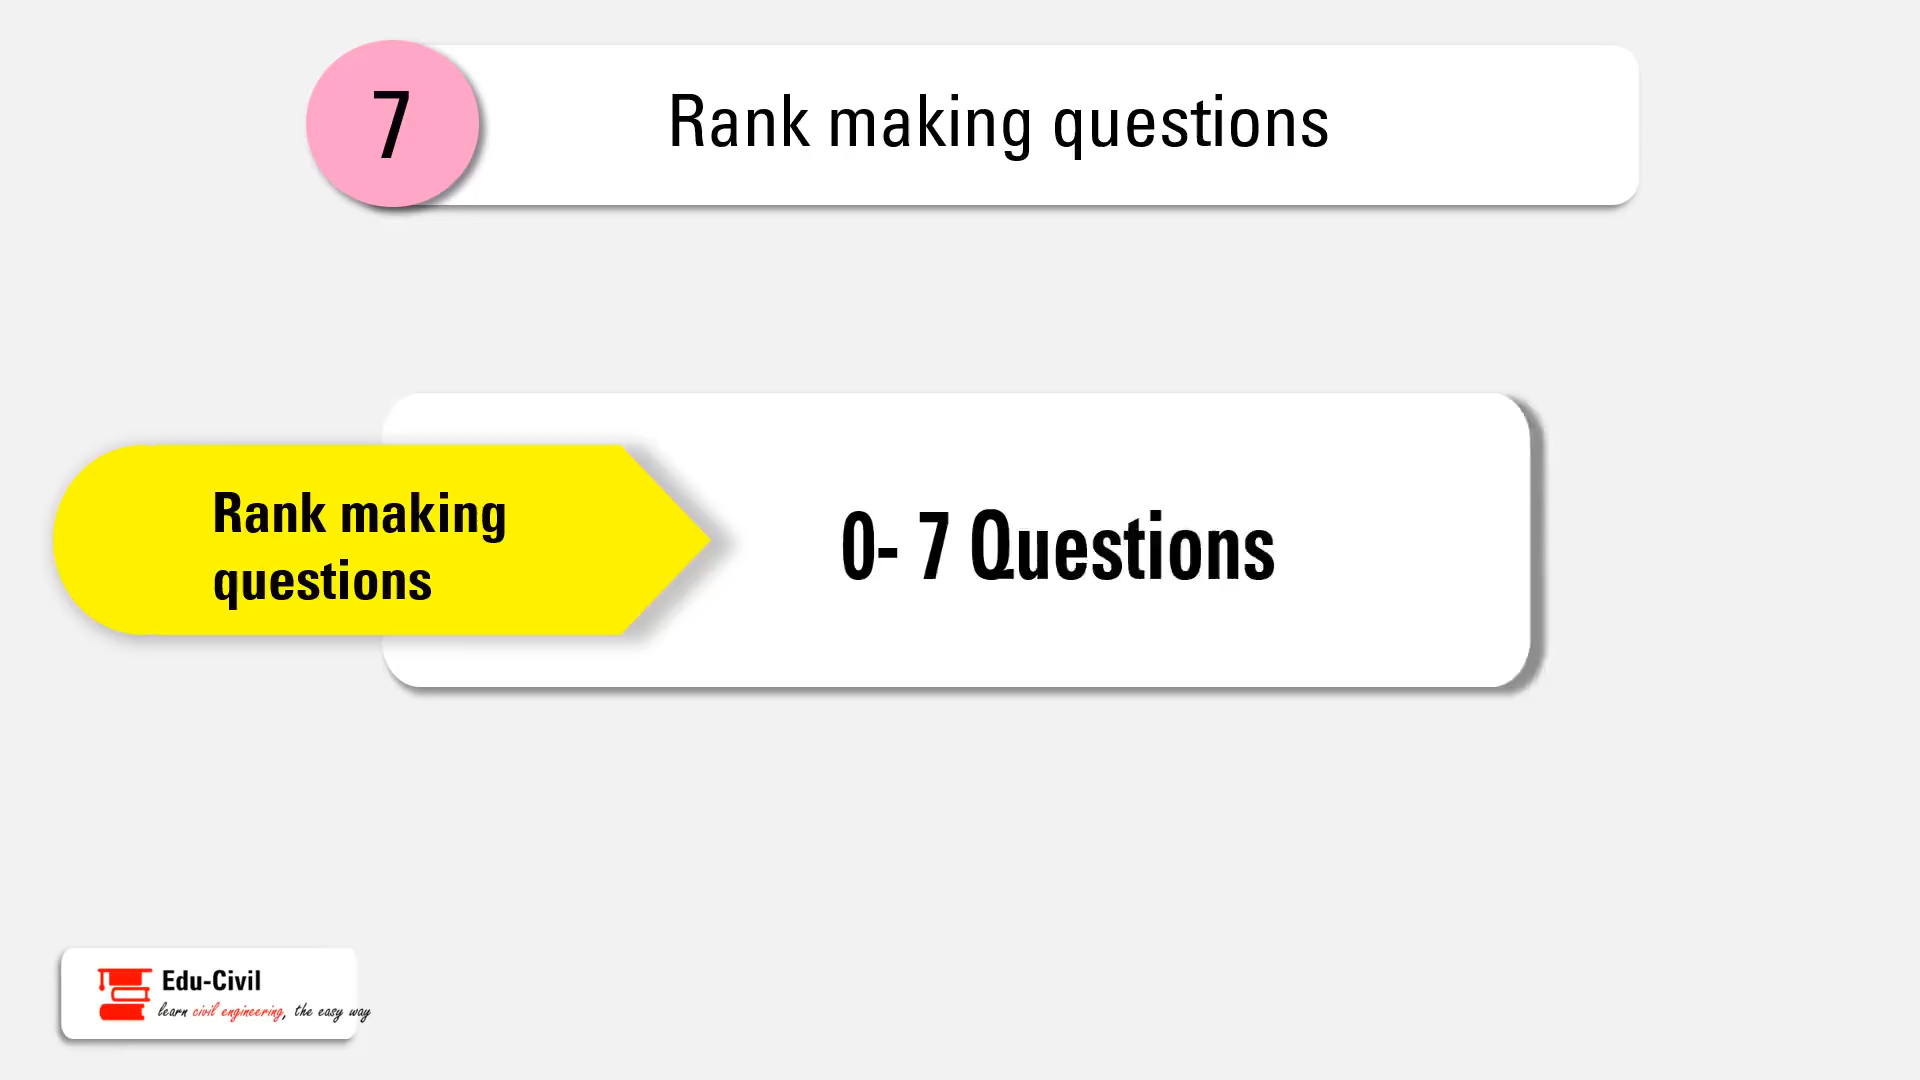 7
Rank making questions
Rank making
questions
0- 7 Questions
Edu-Civil
learn civil engineering, the easy way